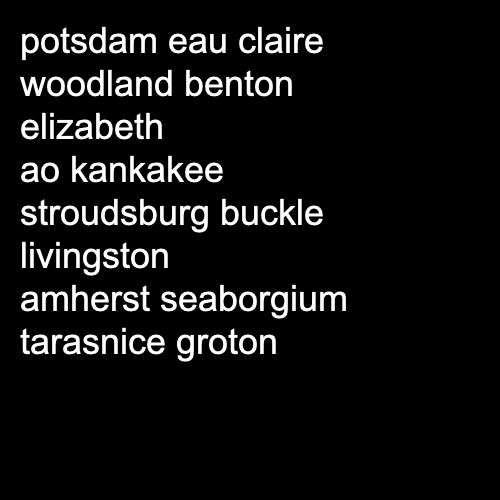 potsdam eau claire
woodland benton
elizabeth
ao kankakee
stroudsburg buckle
livingston
amherst seaborgium
tarasnice groton